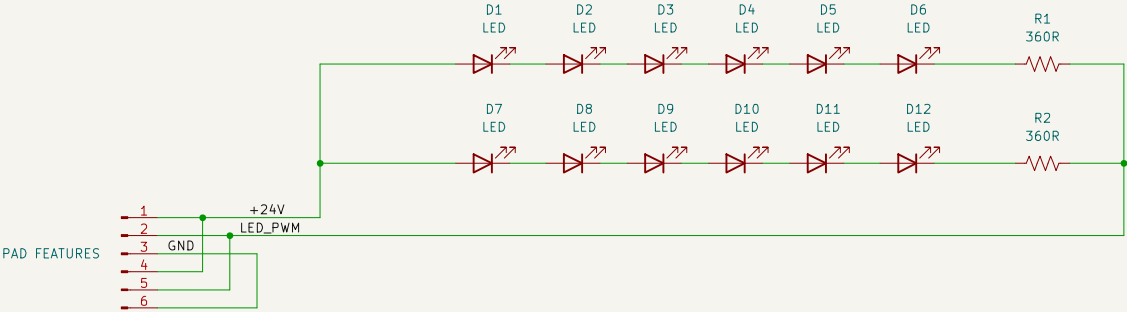 D1 D2 D3 D4 D5 D6
LED LED LED LED LED LED
R1
360R
D7 D8 D9 D10 D11 D12
LED LED LED LED LED LED
R2
360R
1 +24V
2 LED_PWM
3 GND
PAD FEATURES
4
5
6